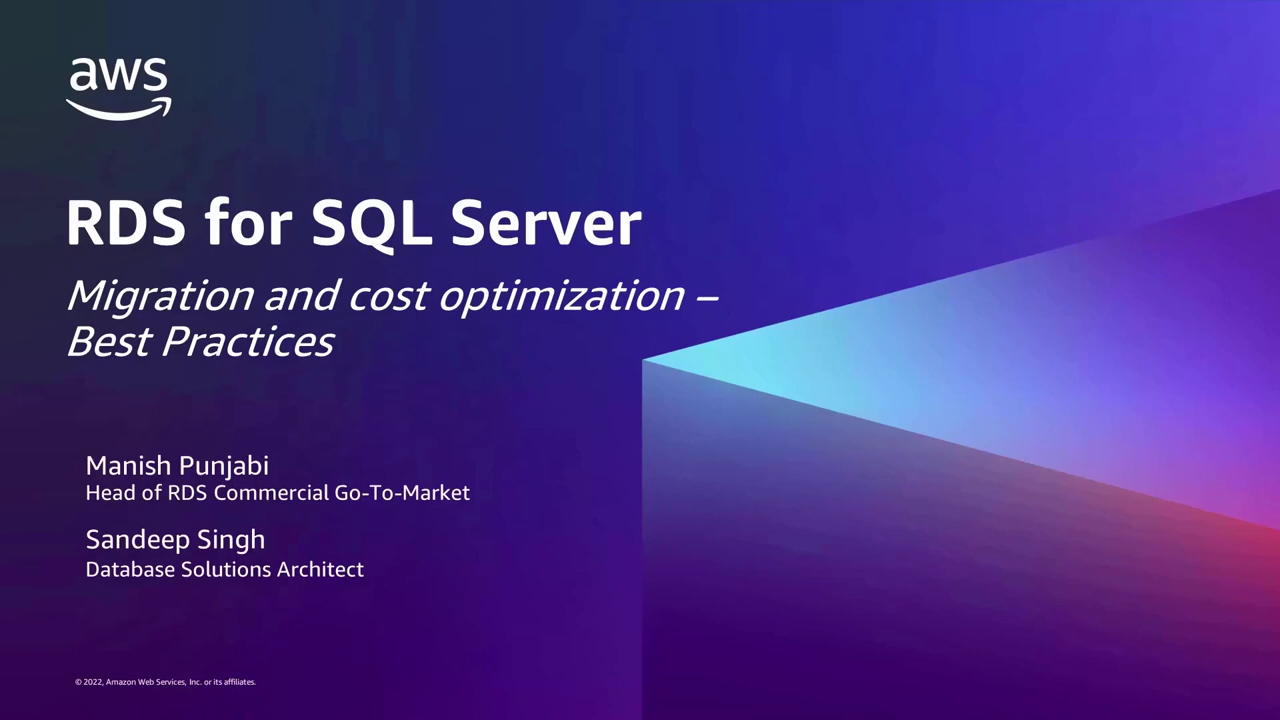 aws
RDS for SQL Server
Migration and cost optimization –
Best Practices
Manish Punjabi
Head of RDS Commercial Go-To-Market
Sandeep Singh
Database Solutions Architect
© 2022, Amazon Web Services, Inc. or its affiliates.